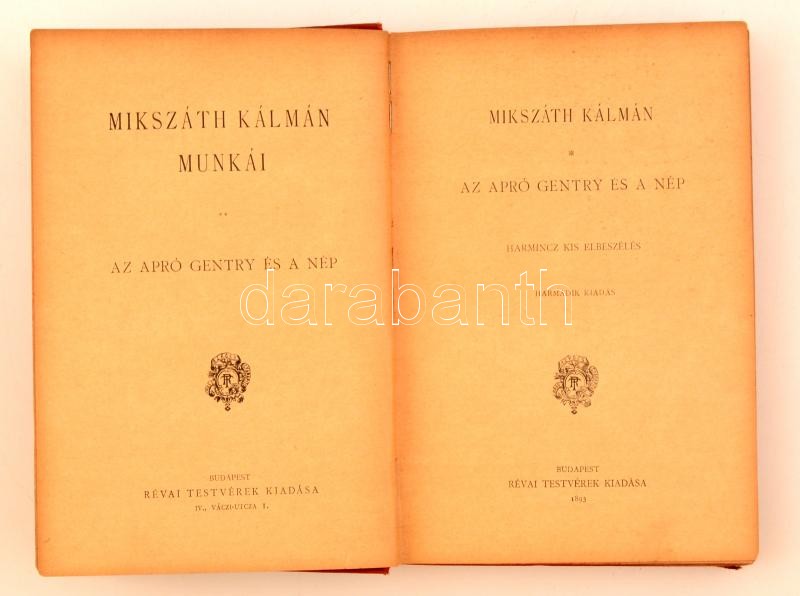 MIKSZÁTH KÁLMÁN
MUNKÁI
AZ APRÓ GENTRY ÉS A NÉP
BUDAPEST
RÉVAI TESTVÉREK KIADÁSA
IV., VÁCZI-UTCZA 1.
MIKSZÁTH KÁLMÁN
*
AZ APRÓ GENTRY ÉS A NÉP
HARMINCZ KIS ELBESZÉLÉS
HARMADIK KIADÁS
BUDAPEST
RÉVAI TESTVÉREK KIADÁSA
1893
darabanth